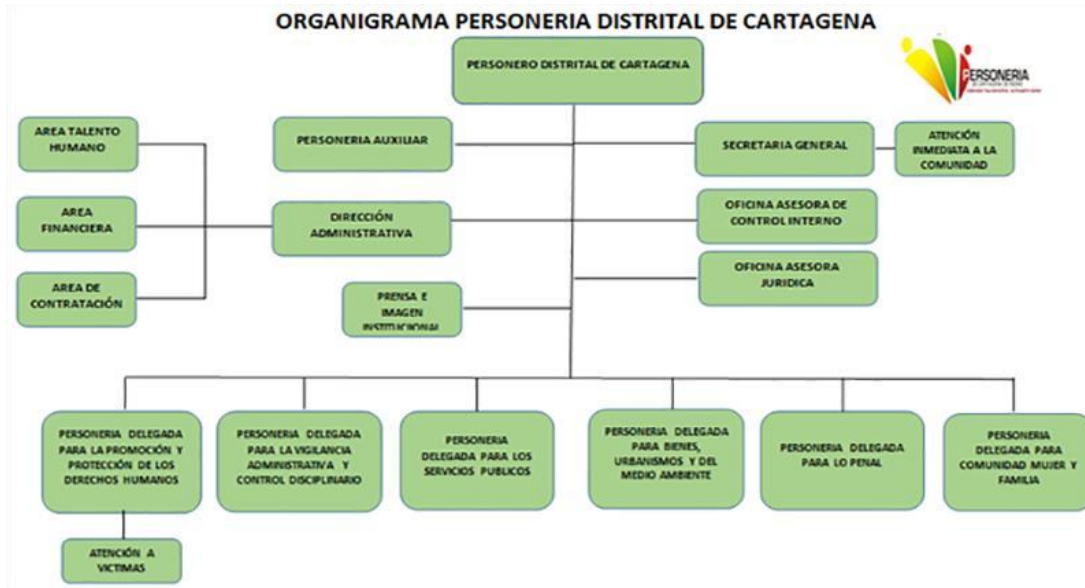 ORGANIGRAMA PERSONERIA DISTRITAL DE CARTAGENA
PERSONERO DISTRITAL DE CARTAGENA
PERSONERIA
AREA TALENTO
HUMANO
PERSONERIA AUXILIAR
SECRETARIA GENERAL
ATENCIÓN
INMEDIATA A LA
COMUNIDAD
AREA
FINANCIERA
DIRECCIÓN
ADMINISTRATIVA
OFICINA ASESORA DE
CONTROL INTERNO
AREA DE
CONTRATACIÓN
PRENSA E
IMAGEN
INSTITUCIIONAL
OFICINA ASESORA
JURIDICA
PERSONERIA DELEGADA
PARA LA PROMOCIÓN Y
PROTECCIÓN DE LOS
DERECHOS HUMANOS
PERSONERIA DELEGADA
PARA LA VIGILANCIA
ADMINISTRATIVA Y
CONTROL DISCIPLINARIO
PERSONERIA
DELEGADA PARA LOS
SERVICIOS PUBLICOS
PERSONERIA DELEGADA
PARA BIENES,
URBANISMOS Y DEL
MEDIO AMBIENTE
PERSONERIA DELEGADA
PARA LO PENAL
PERSONERIA
DELEGADA PARA
COMUNIDAD MUJER Y
FAMILIA
ATENCIÓN A
VICTIMAS